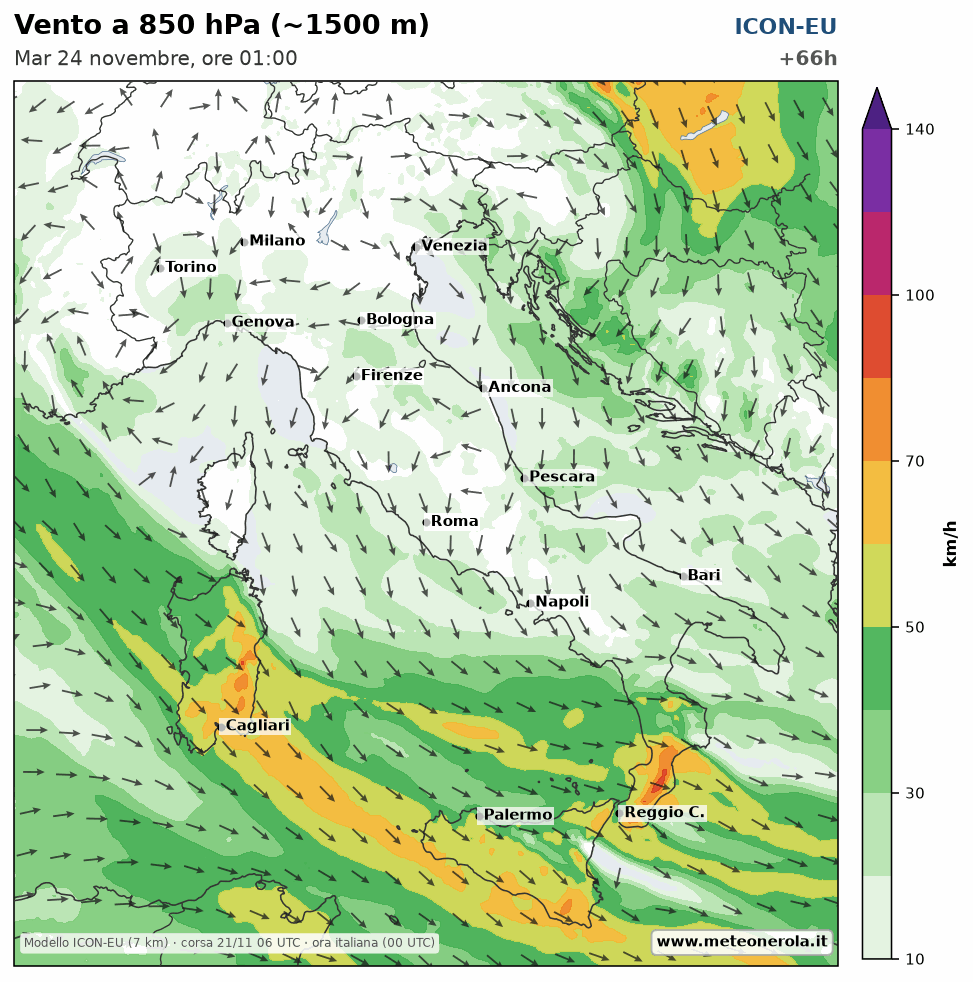 Vento a 850 hPa (~1500 m)
ICON-EU
Mar 24 novembre, ore 01:00
+66h
140
Milano
Venezia
Torino
100
Genova
Bologna
Firenze
Ancona
70
Pescara
Roma
km/h
Bari
Napoli
50
Cagliari
30
Palermo
Reggio C.
Modello ICON-EU (7 km) · corsa 21/11 06 UTC · ora italiana (00 UTC)
www.meteonerola.it
10